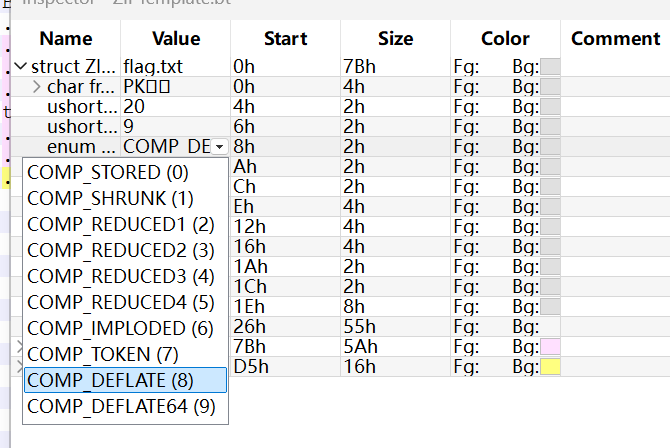 Inspector - ZIPTemplate.bt
Name Value Start Size Color Comment
struct ZI... flag.txt 0h 7Bh Fg: Bg:
char fr... PK 0h 4h Fg: Bg:
ushort... 20 4h 2h Fg: Bg:
ushort... 9 6h 2h Fg: Bg:
enum ... COMP_DE 8h 2h Fg: Bg:
COMP_STORED (0) Ah 2h Fg: Bg:
COMP_SHRUNK (1) Ch 2h Fg: Bg:
COMP_REDUCED1 (2) Eh 4h Fg: Bg:
COMP_REDUCED2 (3) 12h 4h Fg: Bg:
COMP_REDUCED3 (4) 16h 4h Fg: Bg:
COMP_REDUCED4 (5) 1Ah 2h Fg: Bg:
COMP_IMPLODED (6) 1Ch 2h Fg: Bg:
COMP_TOKEN (7) 1Eh 8h Fg: Bg:
COMP_DEFLATE (8) 26h 55h Fg: Bg:
COMP_DEFLATE64 (9) 7Bh 5Ah Fg: Bg:
D5h 16h Fg: Bg: